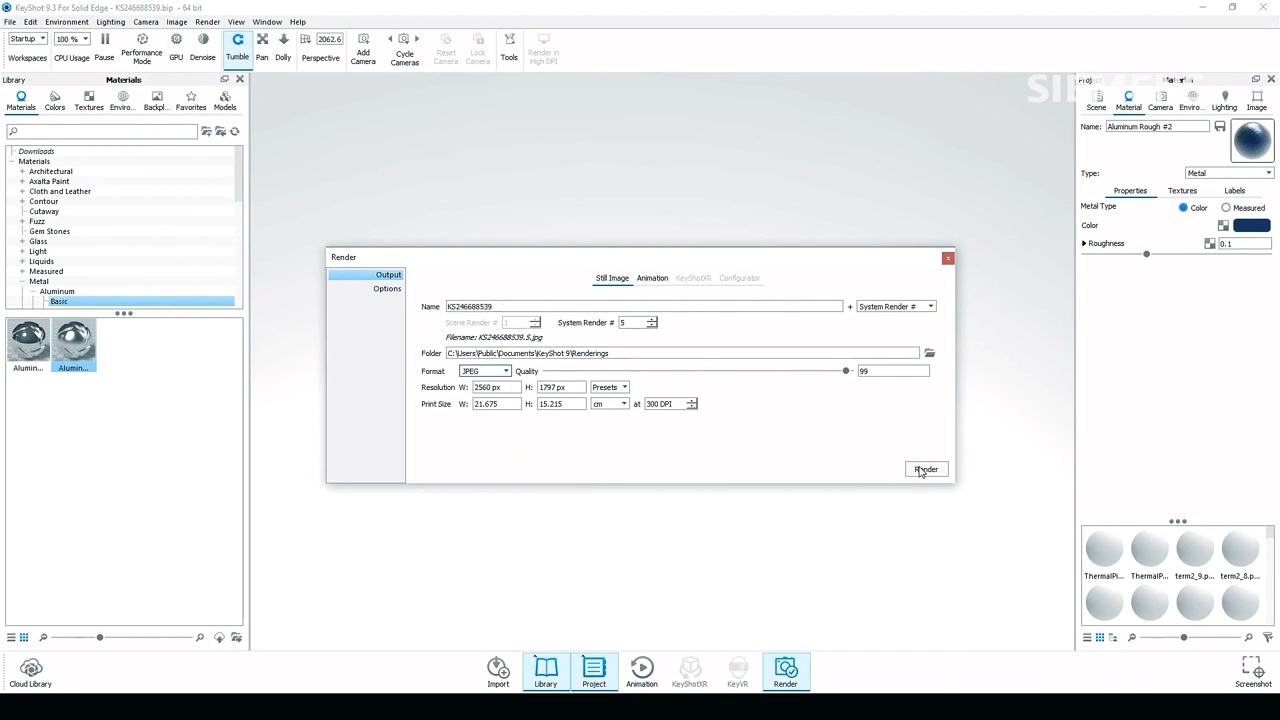 KeyShot 9.3 For Solid Edge - KS246688539.bip - 64 bit
File Edit Environment Lighting Camera Image Render View Window Help
Startup 100 % 2062.6
Workspaces CPU Usage Pause Performance Mode GPU Denoise Tumble Pan Dolly Perspective Add Camera Cycle Cameras Reset Camera Lock Camera Tools Render in High DPI
Library Materials
Materials Colors Textures Enviro... Backpl... Favorites Models
Downloads
Materials
Architectural
Axalta Paint
Cloth and Leather
Contour
Cutaway
Fuzz
Gem Stones
Glass
Light
Liquids
Measured
Metal
Aluminum
Basic
Alumin... Alumin...
Render
Output
Options
Still Image Animation KeyShotXR Configurator
Name KS246688539 + System Render #
Scene Render # 1 System Render # 5
Filename: KS246688539.5.jpg
Folder C:\Users\Public\Documents\KeyShot 9\Renderings
Format JPEG Quality 99
Resolution W: 2560 px H: 1797 px Presets
Print Size W: 21.675 H: 15.215 cm at 300 DPI
Render
Project Material
Scene Material Camera Enviro... Lighting Image
Name: Aluminum Rough #2
Type: Metal
Properties Textures Labels
Metal Type Color Measured
Color
Roughness 0.1
ThermalPi... ThermalP... term2_9.p... term2_8.p...
Cloud Library Import Library Project Animation KeyShotXR KeyVR Render Screenshot